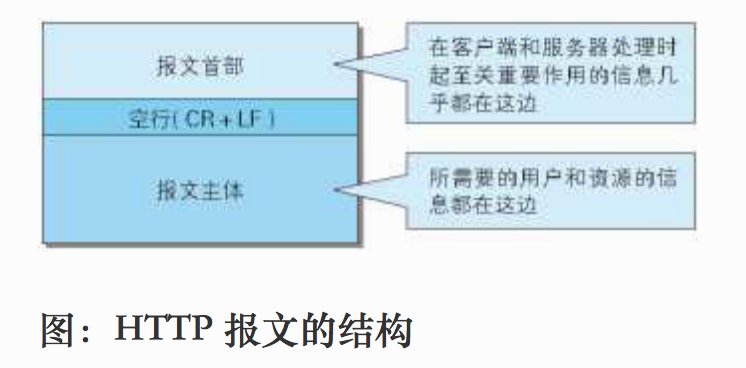 报文首部
在客户端和服务器处理时
起至关重要作用的信息几
乎都在这边
空行(CR+LF)
报文主体
所需要的用户和资源的信
息都在这边
图：HTTP 报文的结构